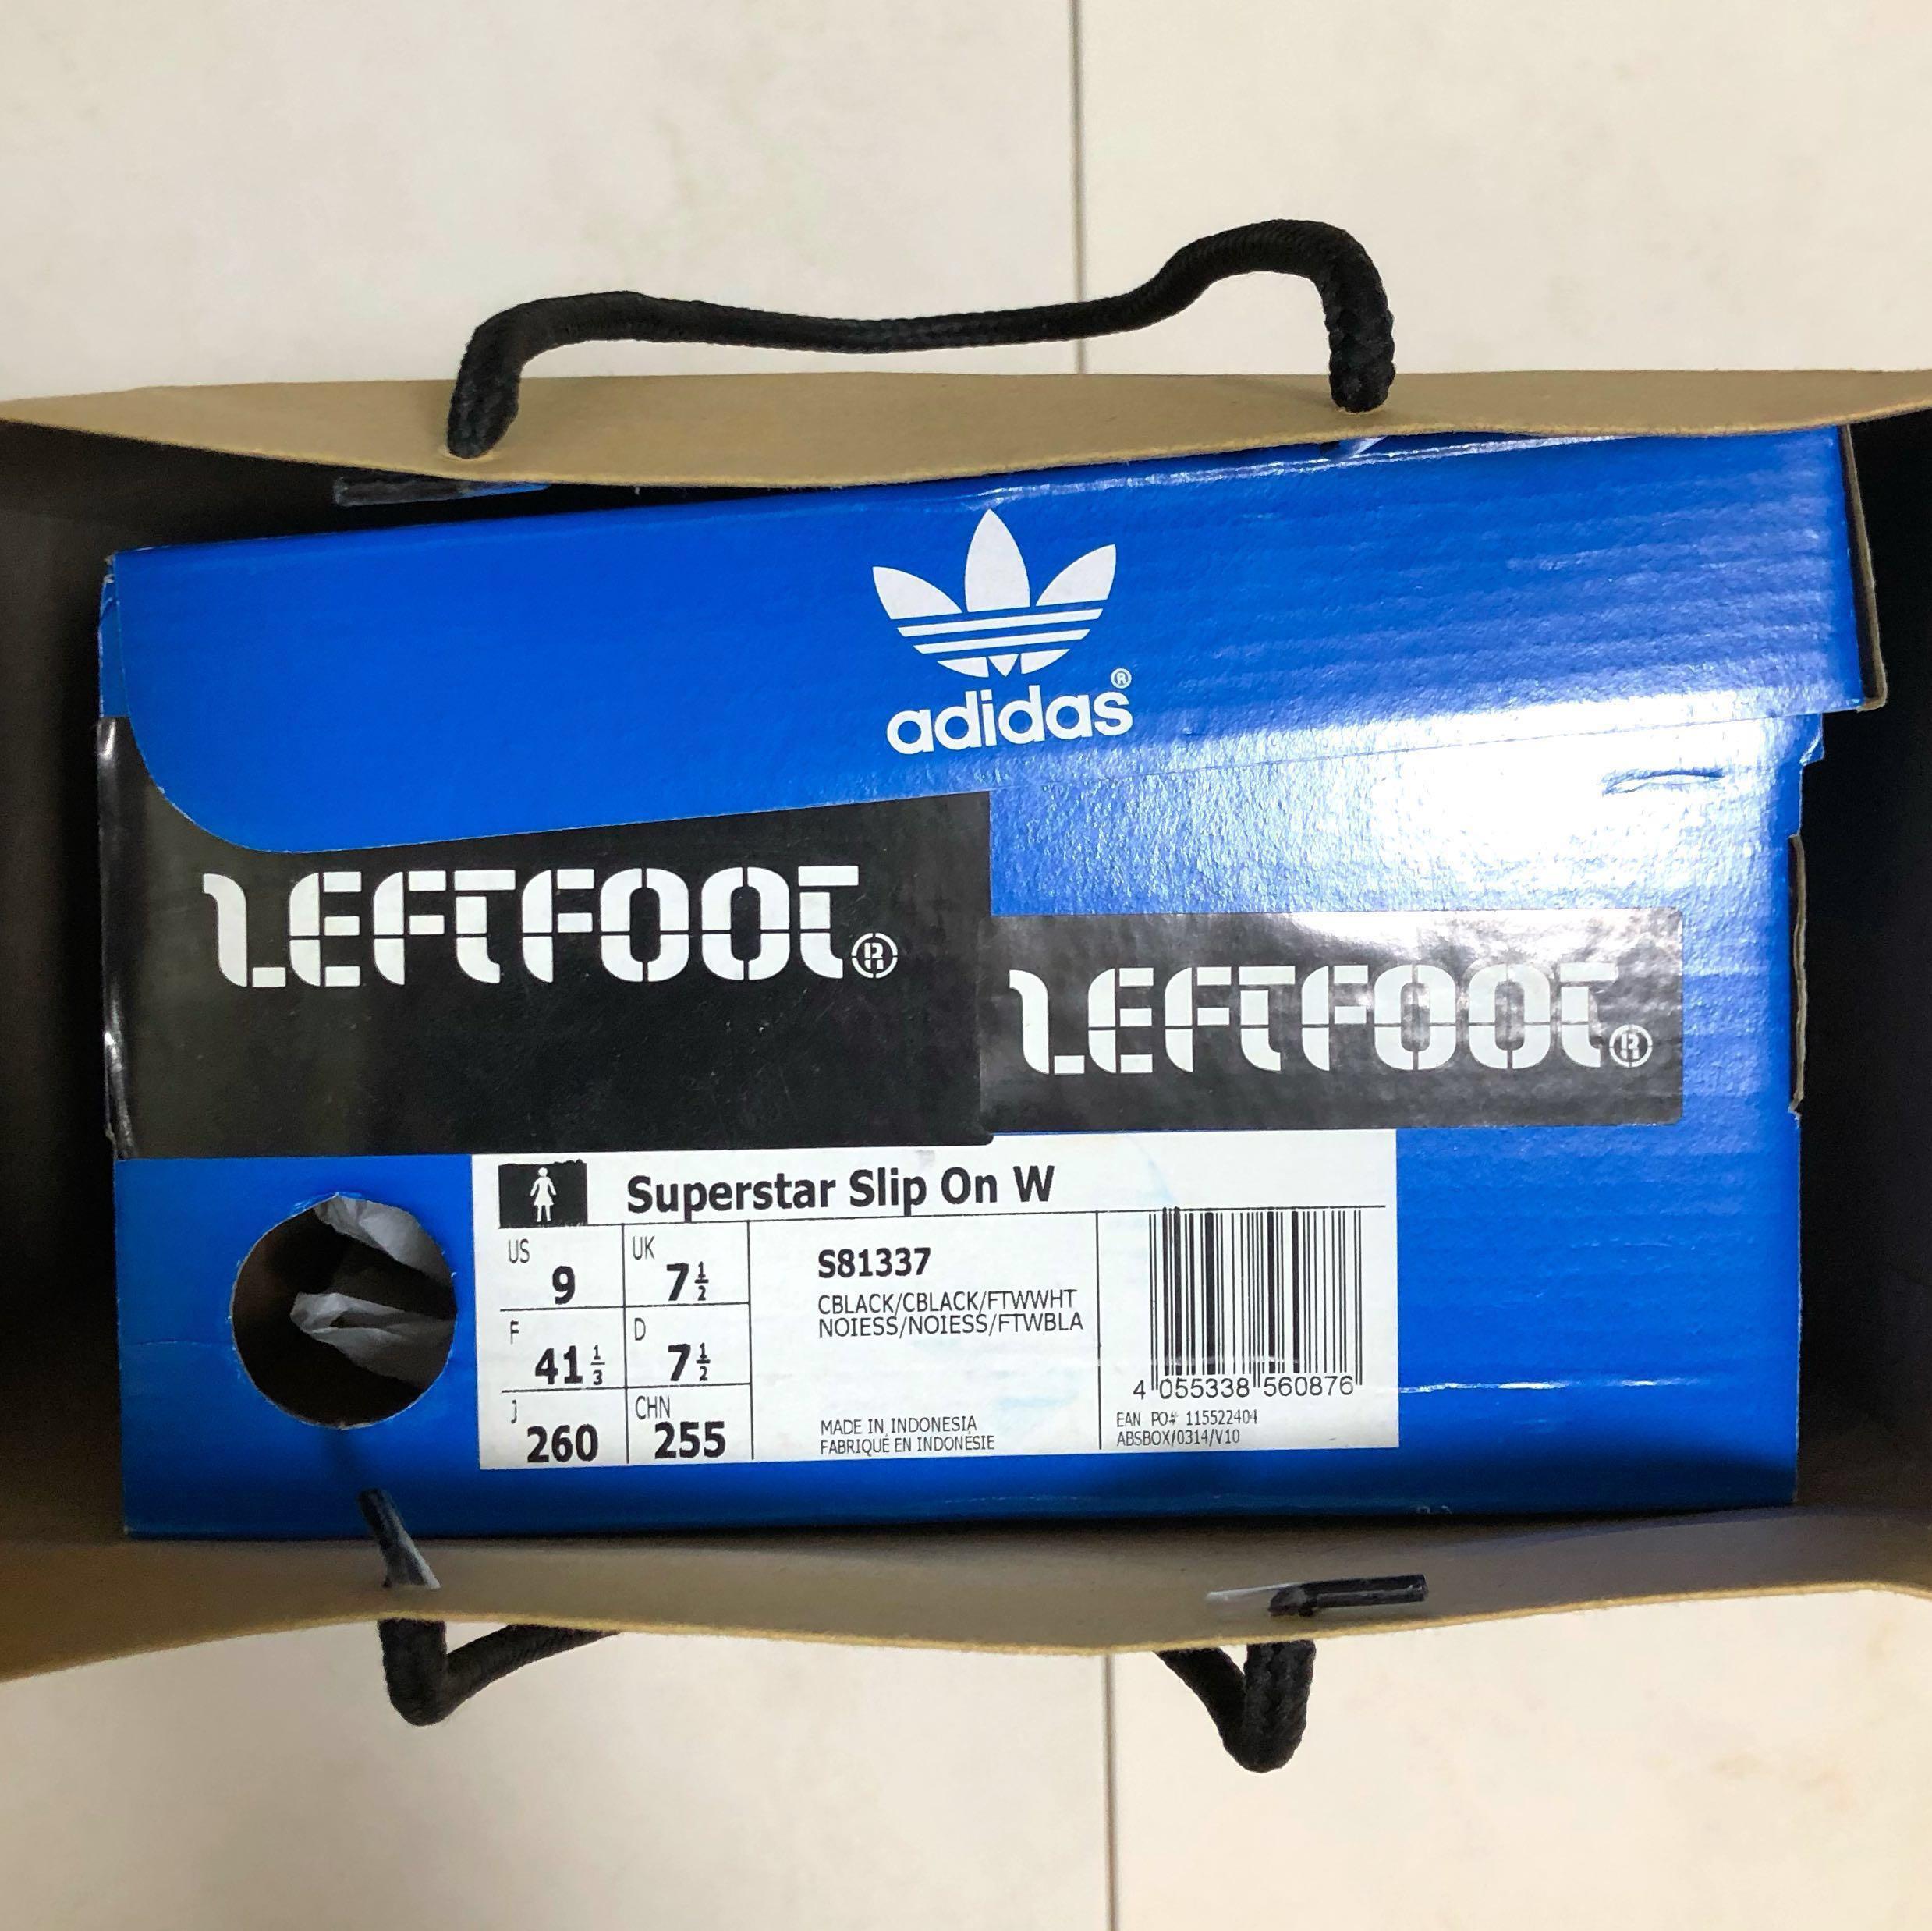 adidas®
LEFTFOOT®
LEFTFOOT®
Superstar Slip On W
US 9 UK 7½
F 41⅓ D 7½
J 260 CHN 255
S81337
CBLACK/CBLACK/FTWWHT
NOIESS/NOIESS/FTWBLA
MADE IN INDONESIA
FABRIQUÉ EN INDONÉSIE
4 055338 560876
EAN PO# 115522404
ABSBOX/0314/V10